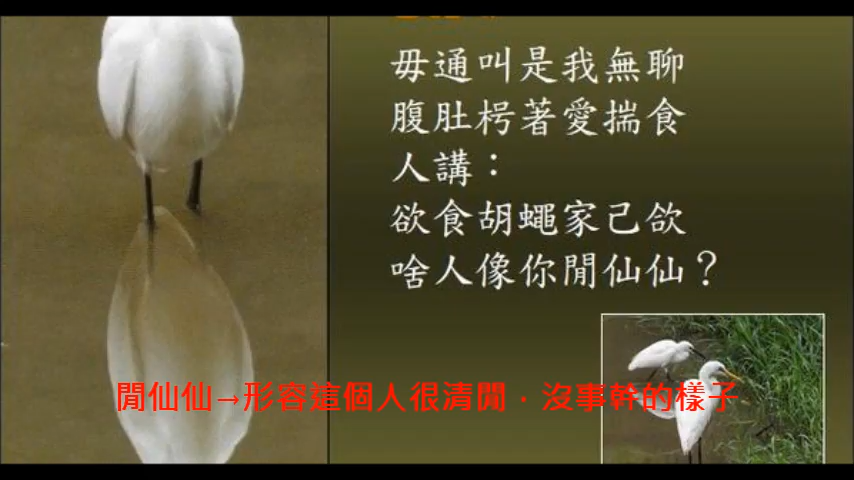 毋通叫是我無聊
腹肚枵著愛揣食
人講：
欲食胡蠅家己欱
啥人像你閒仙仙？
閒仙仙→形容這個人很清閒，沒事幹的樣子